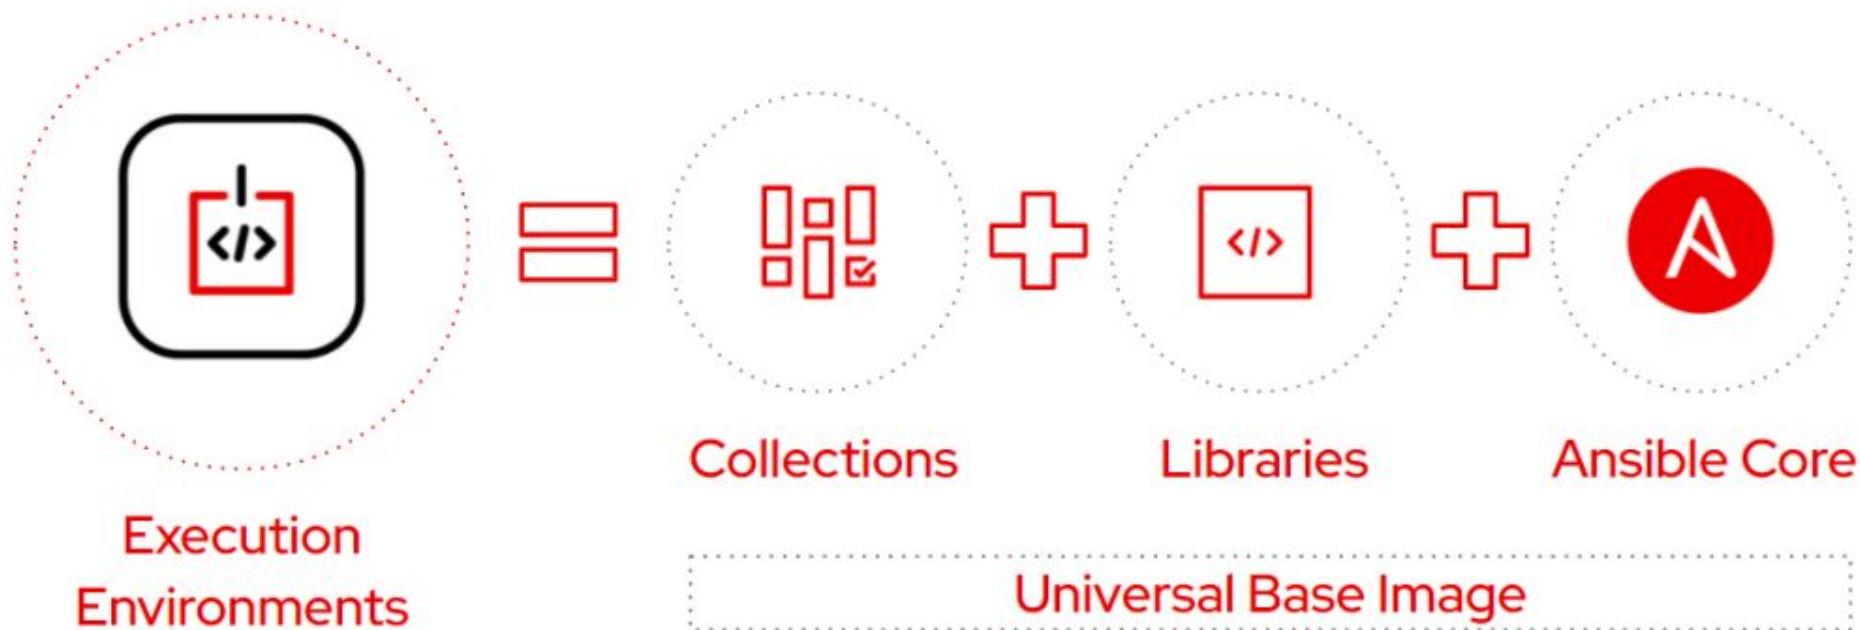 </>
</>
Collections
Libraries
Ansible Core
Execution
Environments
Universal Base Image